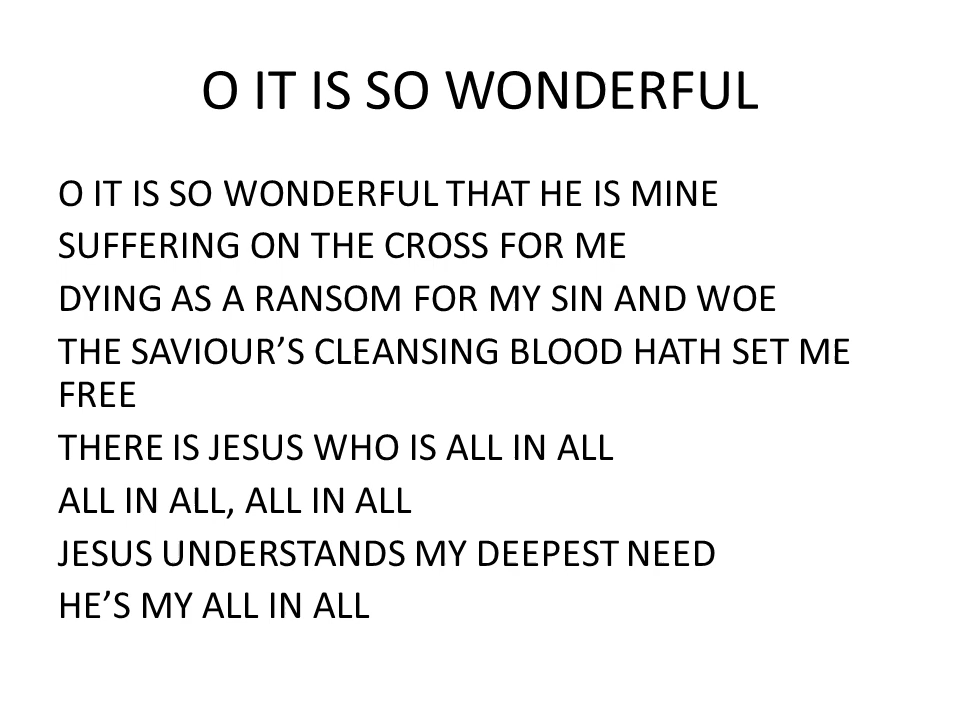 O IT IS SO WONDERFUL
O IT IS SO WONDERFUL THAT HE IS MINE
SUFFERING ON THE CROSS FOR ME
DYING AS A RANSOM FOR MY SIN AND WOE
THE SAVIOUR’S CLEANSING BLOOD HATH SET ME
FREE
THERE IS JESUS WHO IS ALL IN ALL
ALL IN ALL, ALL IN ALL
JESUS UNDERSTANDS MY DEEPEST NEED
HE’S MY ALL IN ALL